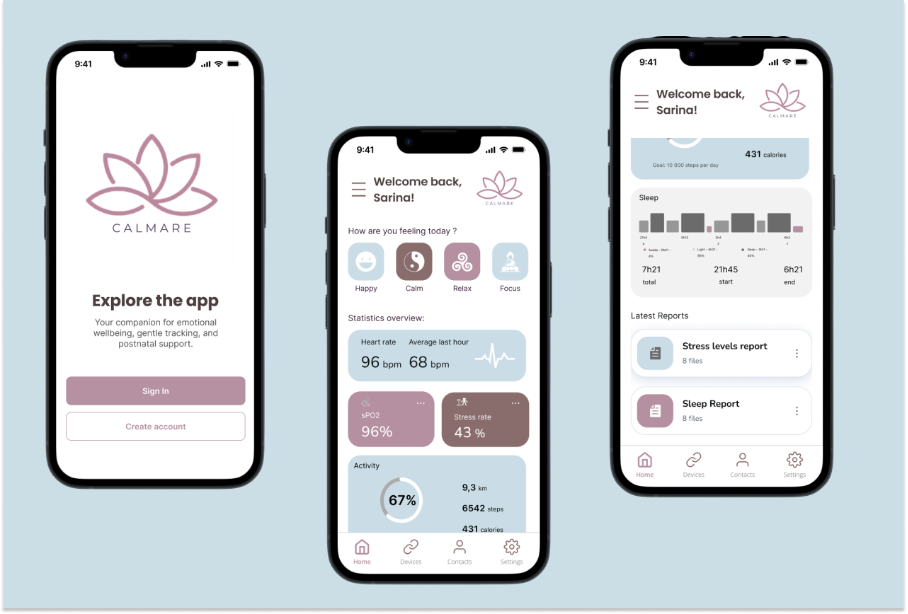 9:41
CALMARE
Explore the app
Your companion for emotional
wellbeing, gentle tracking, and
postnatal support.
Sign In
Create account
9:41
Welcome back,
Sarina!
CALMARE
How are you feeling today ?
Happy Calm Relax Focus
Statistics overview:
Heart rate Average last hour
96 bpm 68 bpm
sPO2
96%
Stress rate
43 %
Activity
67%
9,3 km
6542 steps
431 calories
Home Devices Contacts Settings
9:41
Welcome back,
Sarina!
CALMARE
431 calories
Goal: 10 000 steps per day
Sleep
7h21 21h45 6h21
total start end
Latest Reports
Stress levels report
8 files
Sleep Report
8 files
Home Devices Contacts Settings